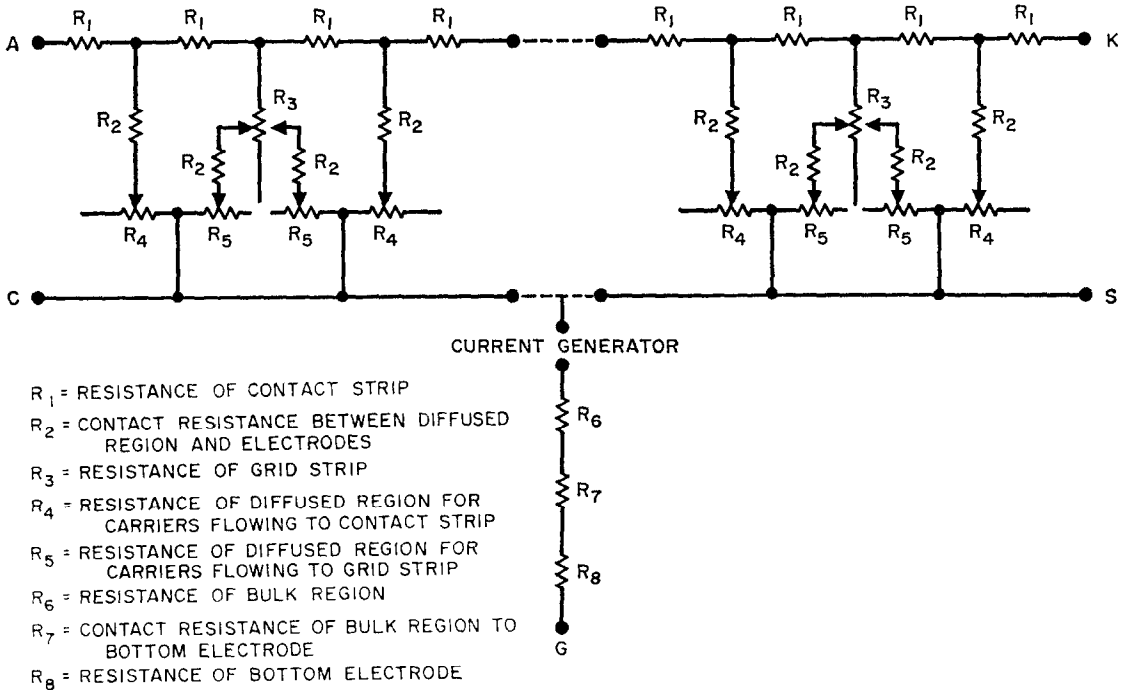 R1 R1 R1 R1 R1 R1 R1 R1
A K
R3 R3
R2 R2 R2 R2
R2 R2 R2 R2
R4 R5 R5 R4 R4 R5 R5 R4
C S
CURRENT GENERATOR
R6
R7
R8
G
R1 = RESISTANCE OF CONTACT STRIP
R2 = CONTACT RESISTANCE BETWEEN DIFFUSED
REGION AND ELECTRODES
R3 = RESISTANCE OF GRID STRIP
R4 = RESISTANCE OF DIFFUSED REGION FOR
CARRIERS FLOWING TO CONTACT STRIP
R5 = RESISTANCE OF DIFFUSED REGION FOR
CARRIERS FLOWING TO GRID STRIP
R6 = RESISTANCE OF BULK REGION
R7 = CONTACT RESISTANCE OF BULK REGION TO
BOTTOM ELECTRODE
R8 = RESISTANCE OF BOTTOM ELECTRODE